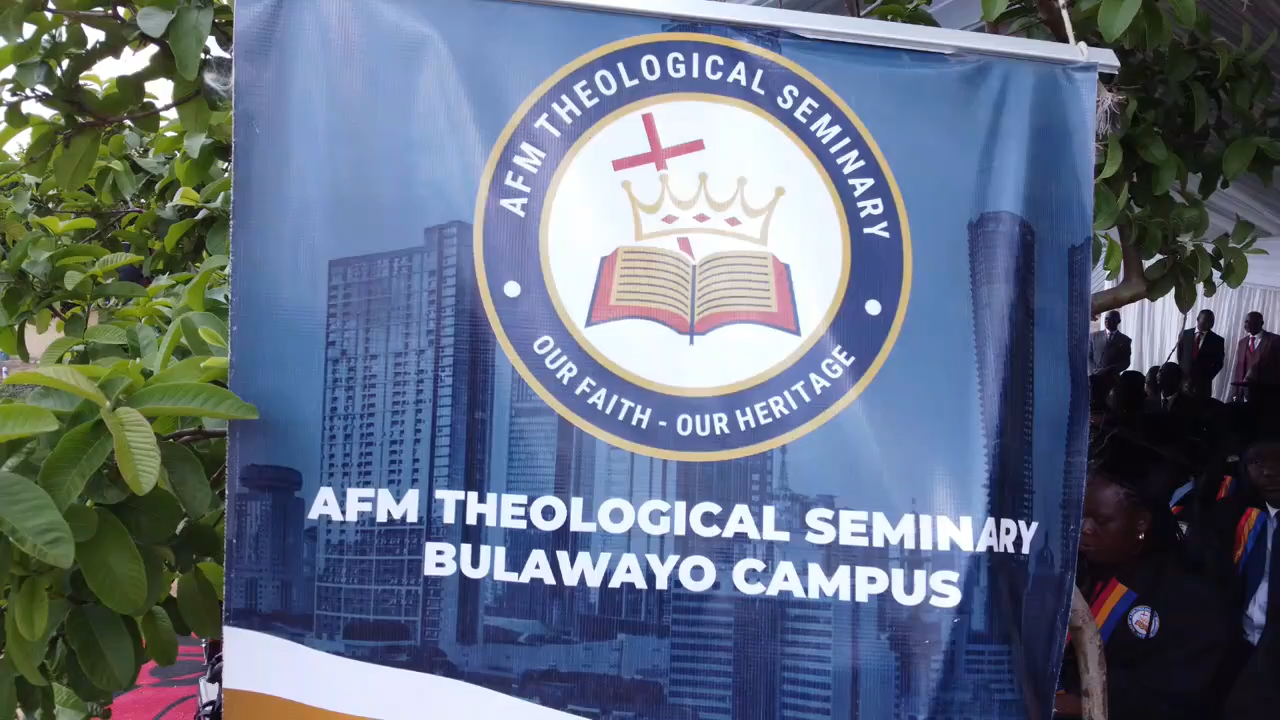 AFM THEOLOGICAL SEMINARY
OUR FAITH - OUR HERITAGE
AFM THEOLOGICAL SEMINARY
BULAWAYO CAMPUS